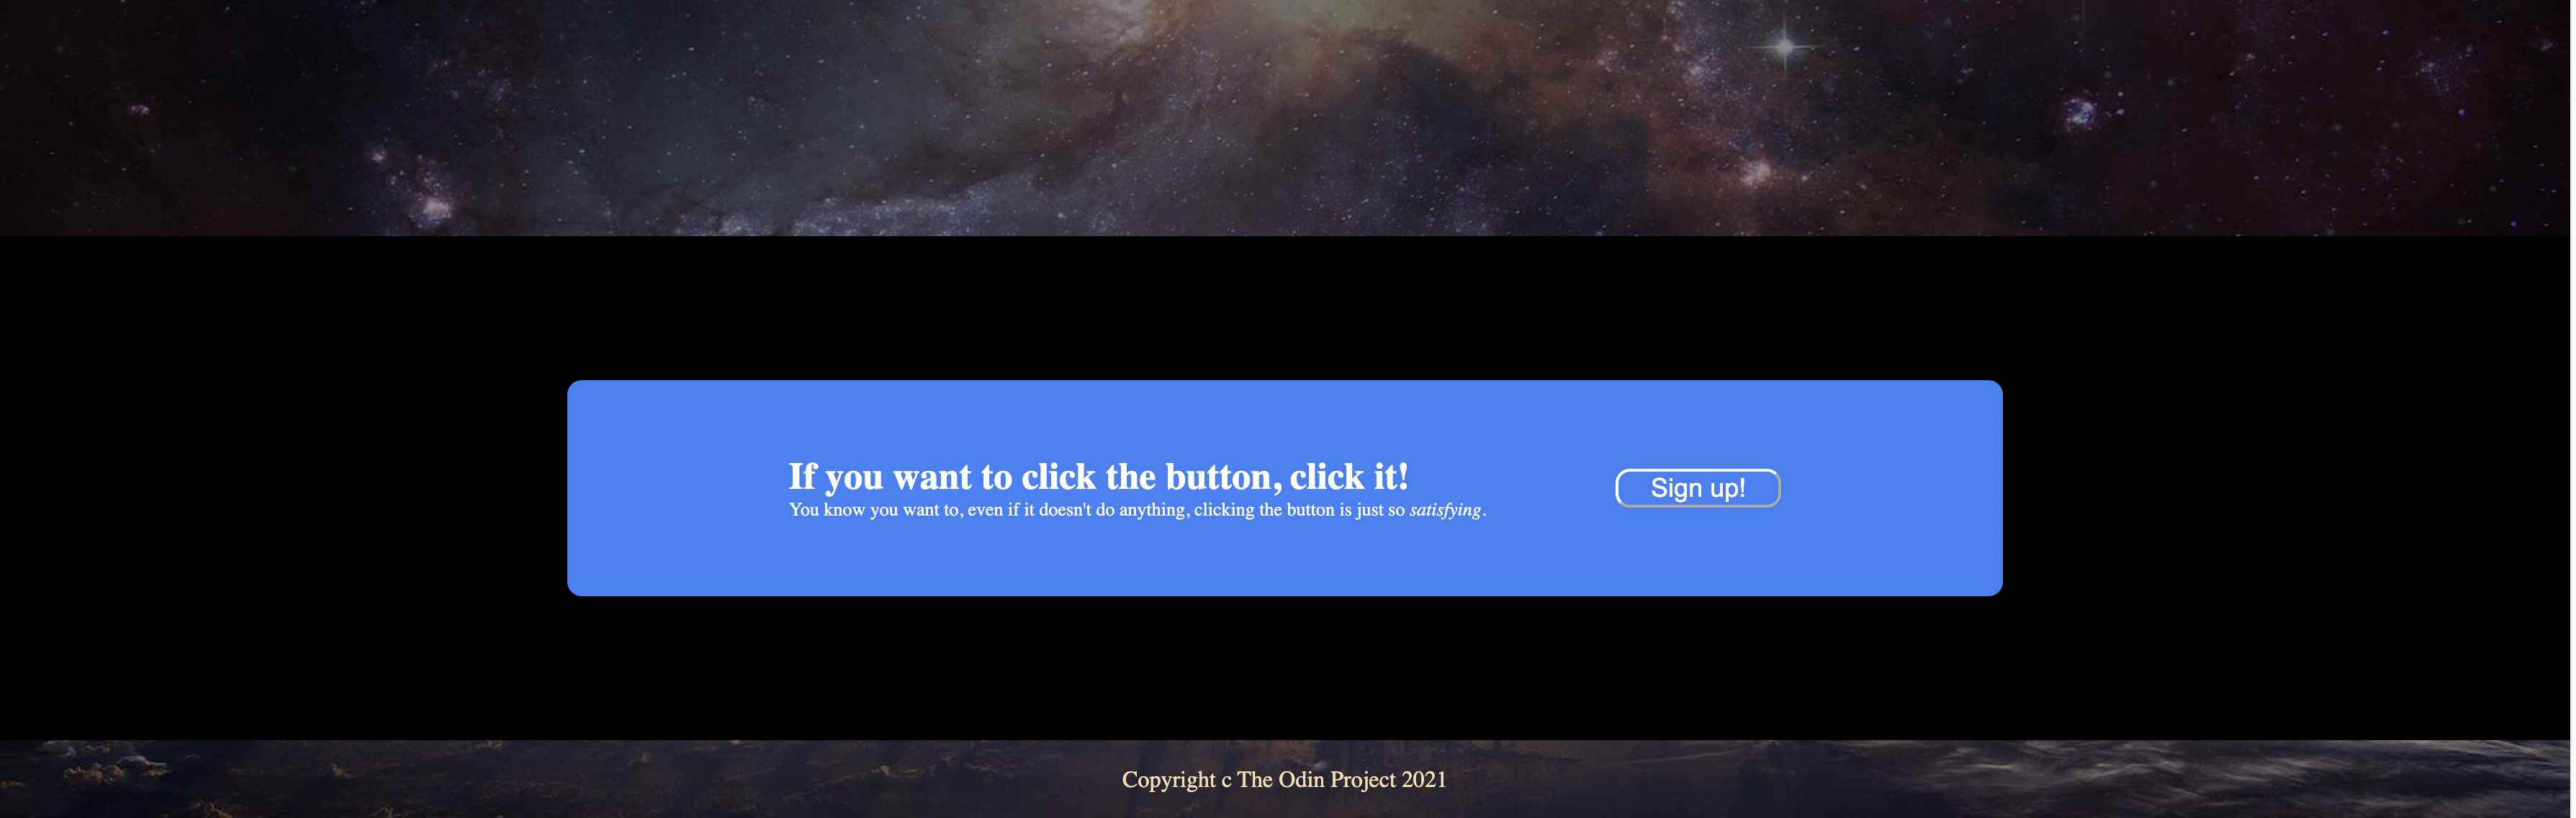 If you want to click the button, click it!
You know you want to, even if it doesn't do anything, clicking the button is just so satisfying.
Sign up!
Copyright c The Odin Project 2021